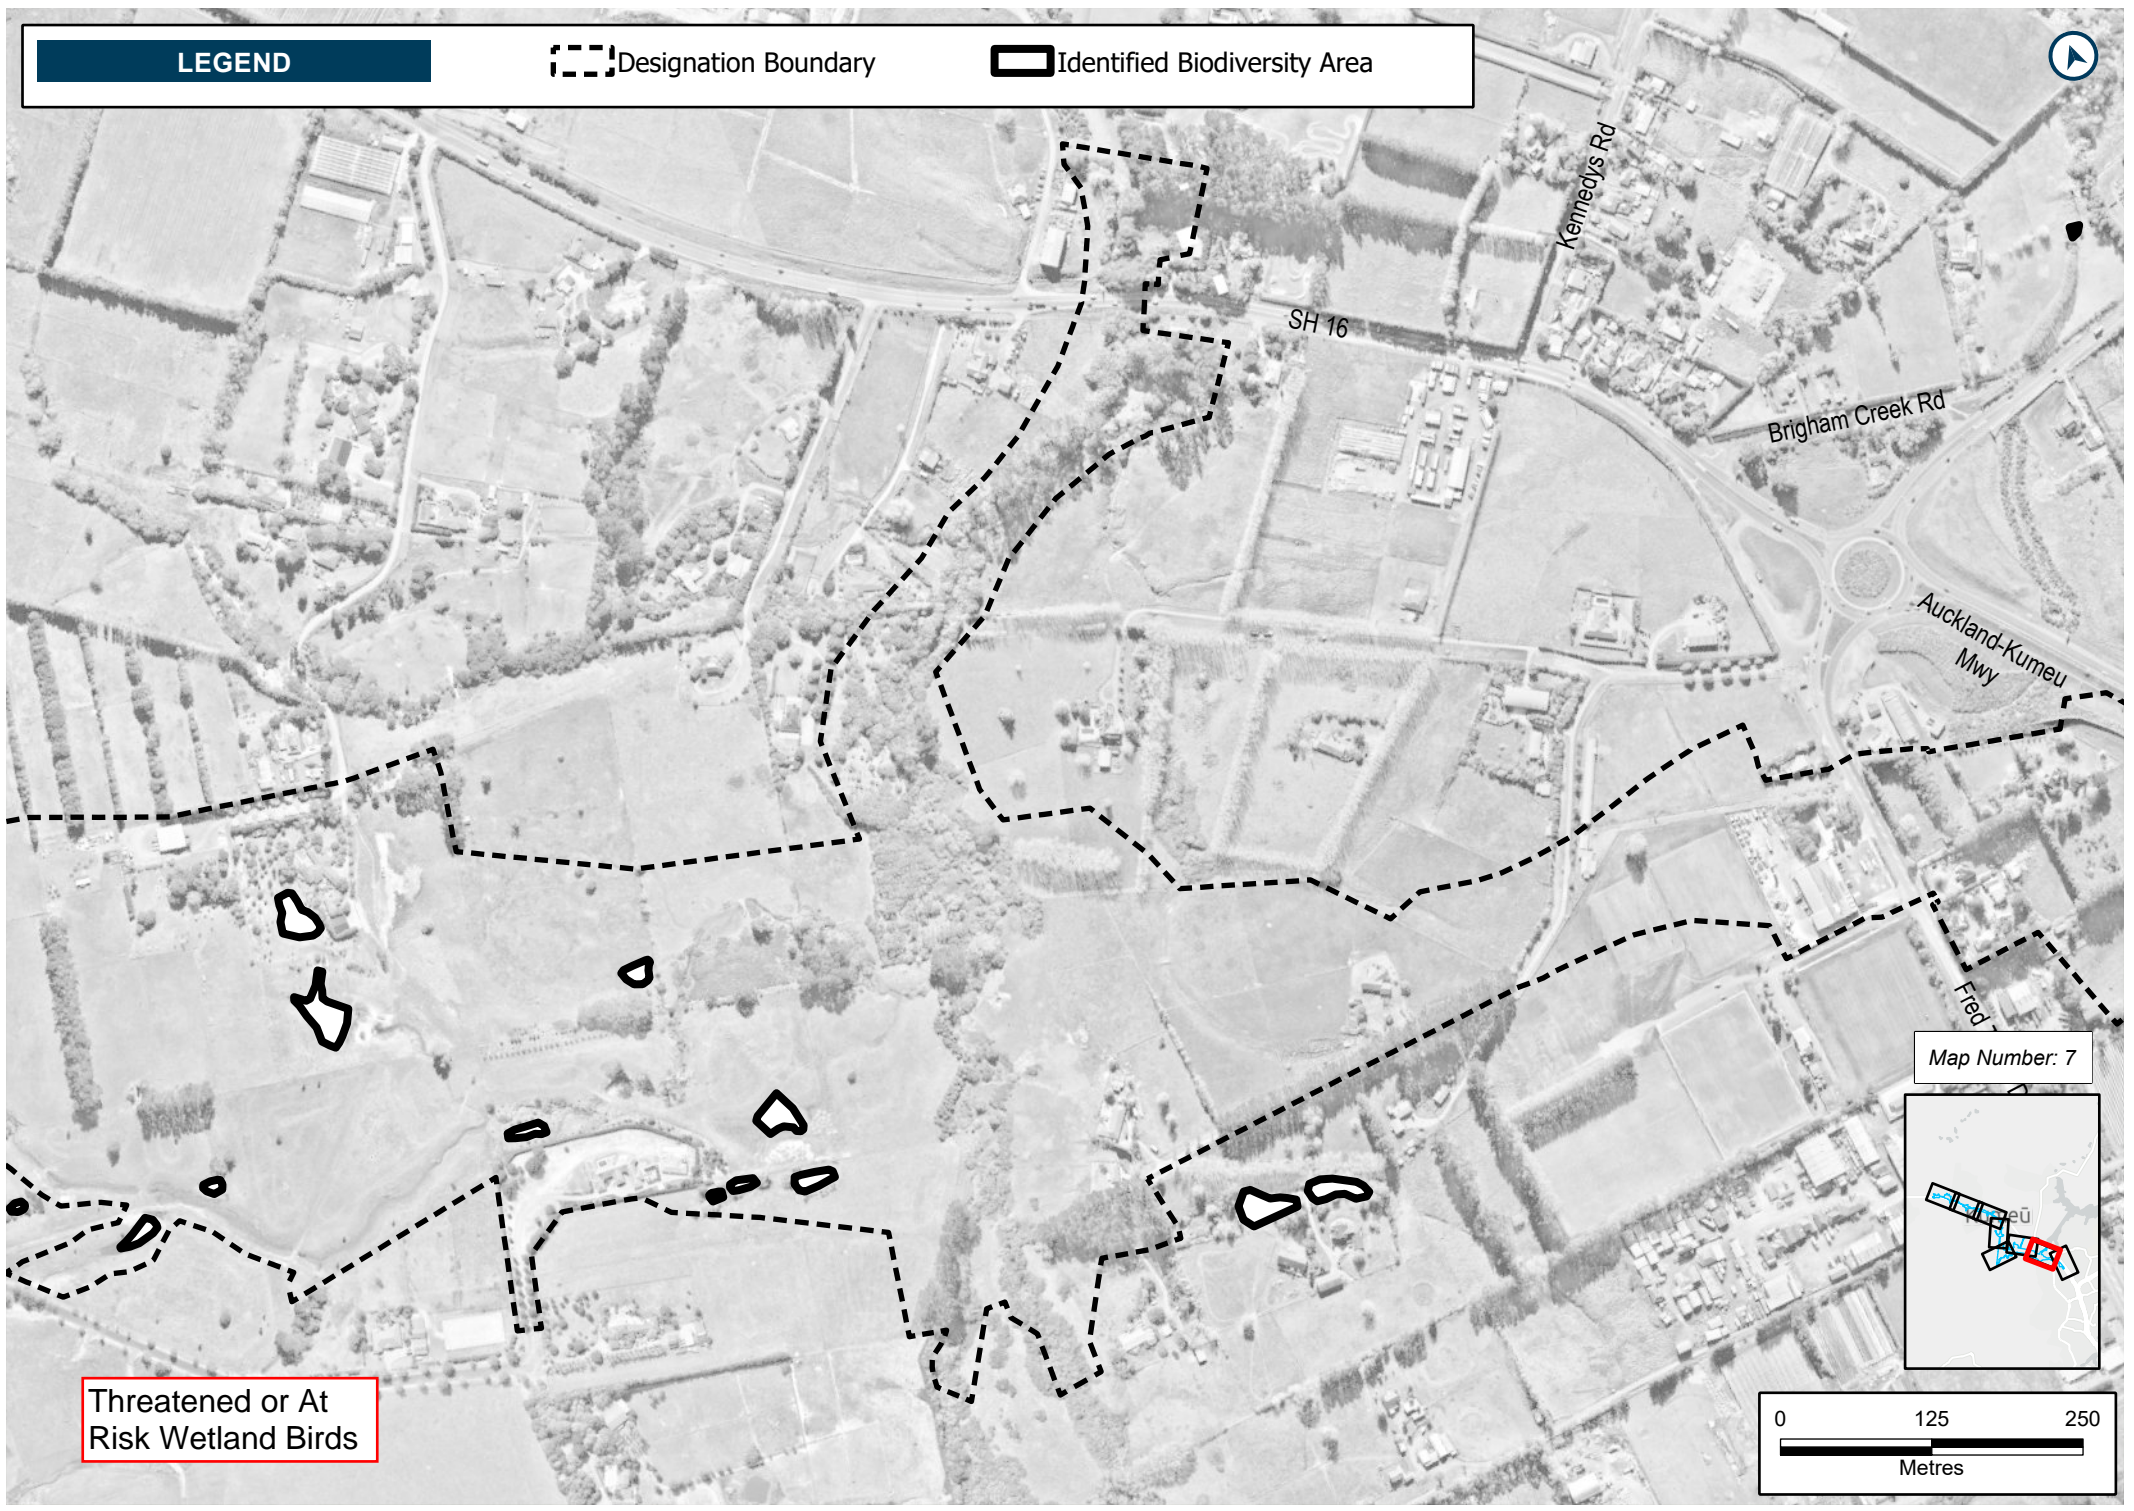 LEGEND
Designation Boundary
Identified Biodiversity Area
Kennedys Rd
SH 16
Brigham Creek Rd
Auckland-Kumeu
Mwy
Fred
Map Number: 7
Threatened or At
Risk Wetland Birds
0 125 250
Metres